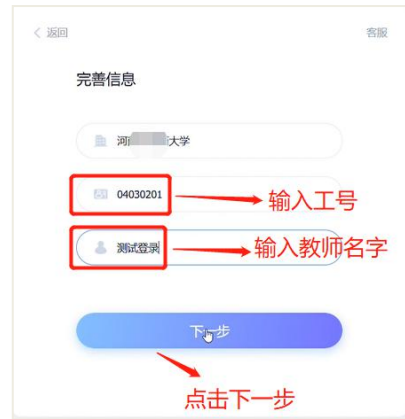 返回
客服
完善信息
河 大学
04030201
输入工号
测试登录
输入教师名字
下一步
点击下一步